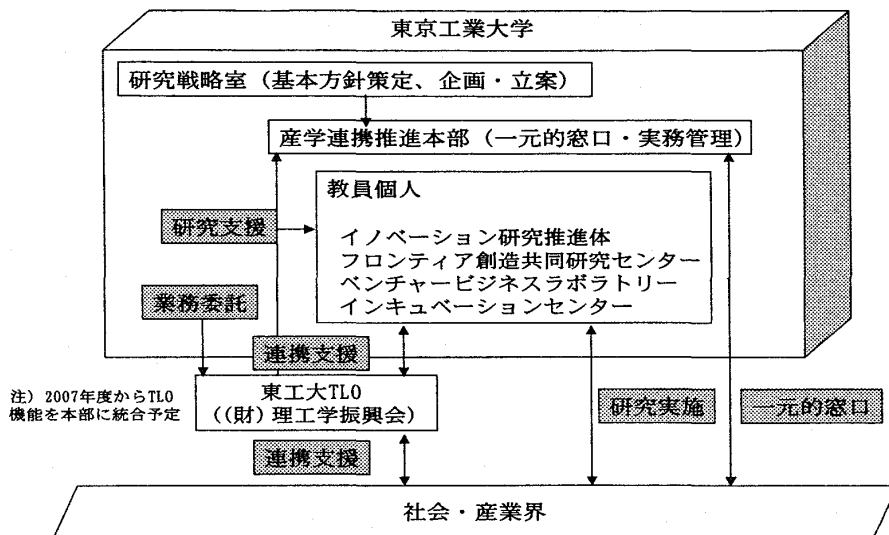 東京工業大学
研究戦略室（基本方針策定、企画・立案）
産学連携推進本部（一元的窓口・実務管理）
教員個人
イノベーション研究推進体
フロンティア創造共同研究センター
ベンチャービジネスラボラトリー
インキュベーションセンター
研究支援
業務委託
連携支援
注）2007年度からTLO
機能を本部に統合予定
東工大TLO
（(財）理工学振興会）
研究実施
一元的窓口
連携支援
社会・産業界